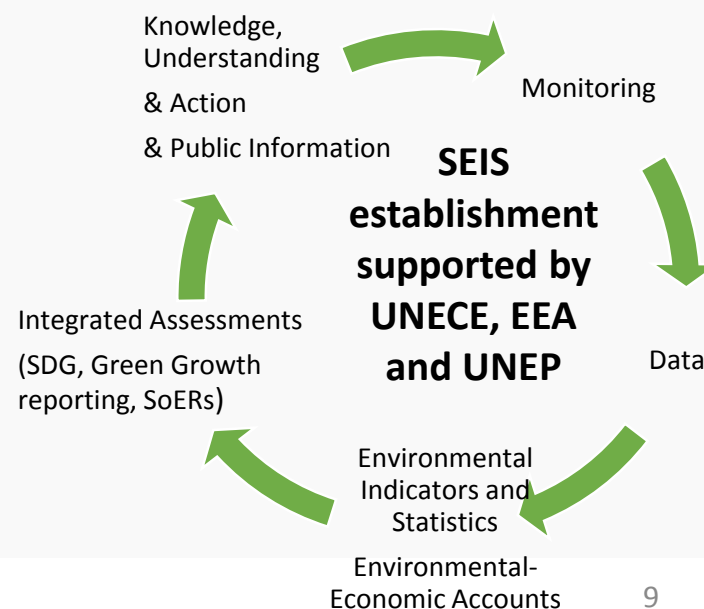 Knowledge,
Understanding
& Action
& Public Information
Monitoring
SEIS
establishment
supported by
UNECE, EEA
and UNEP
Data
Environmental
Indicators and
Statistics
Environmental-
Economic Accounts
Integrated Assessments
(SDG, Green Growth
reporting, SoERs)
9